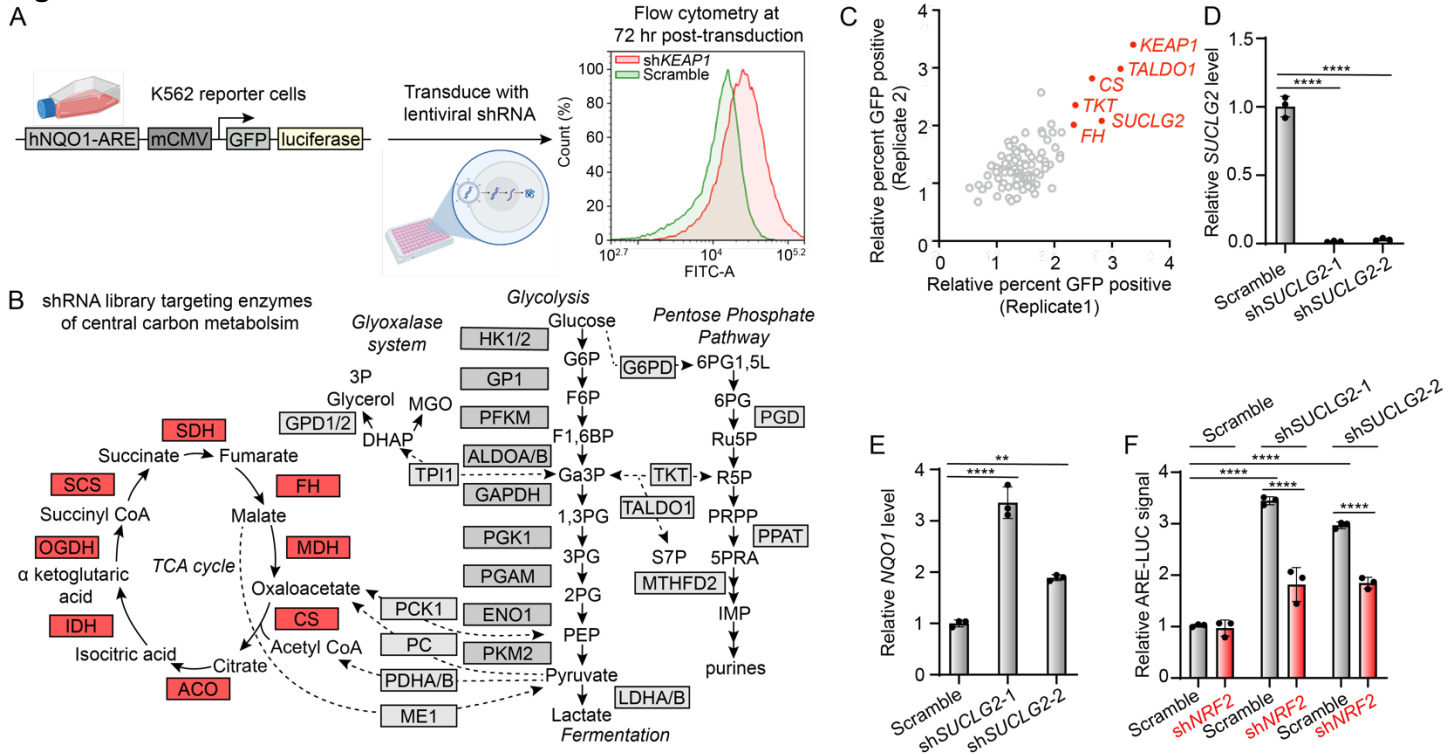 A
K562 reporter cells
hNQO1-ARE
mCMV
GFP
luciferase
Transduce with
lentiviral shRNA
Flow cytometry at
72 hr post-transduction
shKEAP1
Scramble
Count (%)
100
80
60
40
20
0
10^2.7
10^4
10^5.2
FITC-A
B
shRNA library targeting enzymes
of central carbon metabolsim
SDH
Succinate
Fumarate
SCS
FH
Succinyl CoA
Malate
OGDH
TCA cycle
MDH
α ketoglutaric
acid
Oxaloacetate
IDH
CS
Acetyl CoA
Isocitric acid
Citrate
ACO
Glyoxalase
system
3P
Glycerol
MGO
GPD1/2
DHAP
TPI1
PCK1
PC
PDHA/B
ME1
Glycolysis
Glucose
HK1/2
G6P
GP1
F6P
PFKM
F1,6BP
ALDOA/B
Ga3P
GAPDH
1,3PG
PGK1
3PG
PGAM
2PG
ENO1
PEP
PKM2
Pyruvate
LDHA/B
Lactate
Fermentation
Pentose Phosphate
Pathway
G6PD
6PG1,5L
6PG
PGD
Ru5P
TKT
R5P
TALDO1
PRPP
PPAT
S7P
5PRA
MTHFD2
IMP
purines
C
Relative percent GFP positive
(Replicate 2)
4
3
2
1
0
0
1
2
3
4
Relative percent GFP positive
(Replicate1)
KEAP1
TALDO1
CS
TKT
SUCLG2
FH
D
Relative SUCLG2 level
1.5
1.0
0.5
0.0
****
****
Scramble
shSUCLG2-1
shSUCLG2-2
E
Relative NQO1 level
4
3
2
1
0
**
****
Scramble
shSUCLG2-1
shSUCLG2-2
F
Scramble
shSUCLG2-1
shSUCLG2-2
Relative ARE-LUC signal
4
3
2
1
0
****
****
****
****
Scramble
shNRF2
Scramble
shNRF2
Scramble
shNRF2